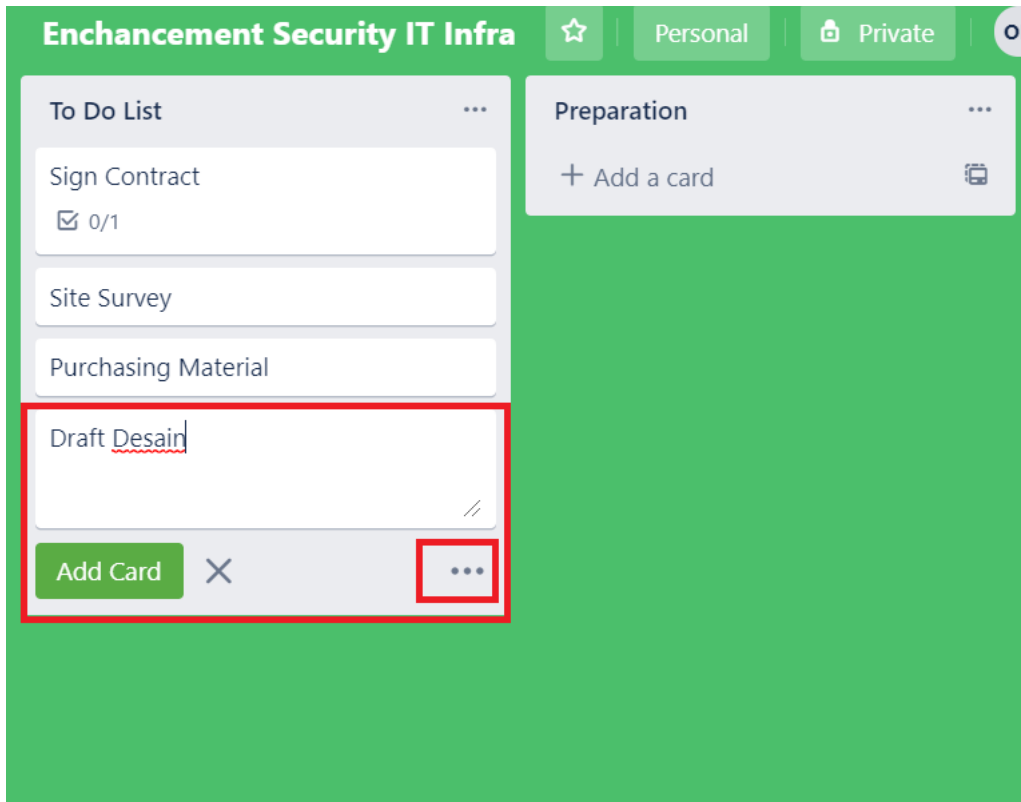 Enchancement Security IT Infra
Personal
Private
O
To Do List
Sign Contract
0/1
Site Survey
Purchasing Material
Draft Desain
Add Card
Preparation
+ Add a card